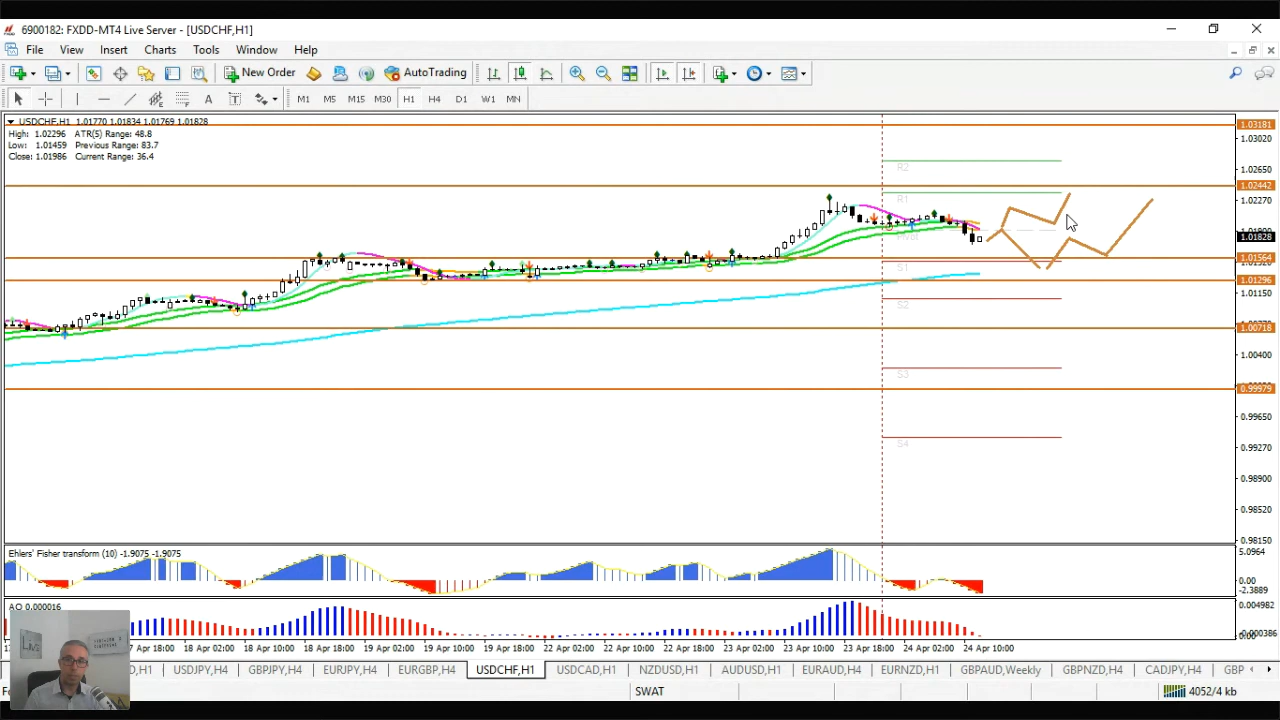 6900182: FXDD-MT4 Live Server - [USDCHF,H1]
File View Insert Charts Tools Window Help
New Order AutoTrading
A T M1 M5 M15 M30 H1 H4 D1 W1 MN
USDCHF,H1 1.01770 1.01834 1.01769 1.01828
High: 1.02296 ATR(5) Range: 48.8
Low: 1.01459 Previous Range: 83.7
Close: 1.01986 Current Range: 36.4
1.03181
1.03020
1.02650
R2
1.02442
1.02270
R1
1.01828
1.01564
S1
1.01296
1.01150
S2
1.00718
1.00400
S3
0.99979
0.99650
S4
0.99270
0.98900
0.98520
0.98150
Ehlers' Fisher transform (10) -1.9075 -1.9075
5.0964
0.00
-2.3889
AO 0.000016
0.004982
17 Apr 18:00 18 Apr 02:00 18 Apr 10:00 18 Apr 18:00 19 Apr 02:00 19 Apr 10:00 19 Apr 18:00 22 Apr 02:00 22 Apr 10:00 22 Apr 18:00 23 Apr 02:00 23 Apr 10:00 23 Apr 18:00 24 Apr 02:00 24 Apr 10:00
USDJPY,H4 GBPJPY,H4 EURJPY,H4 EURGBP,H4 USDCHF,H1 USDCAD,H1 NZDUSD,H1 AUDUSD,H1 EURAUD,H4 EURNZD,H1 GBPAUD,Weekly GBPNZD,H4 CADJPY,H4 GBP
SWAT 4052/4 kb